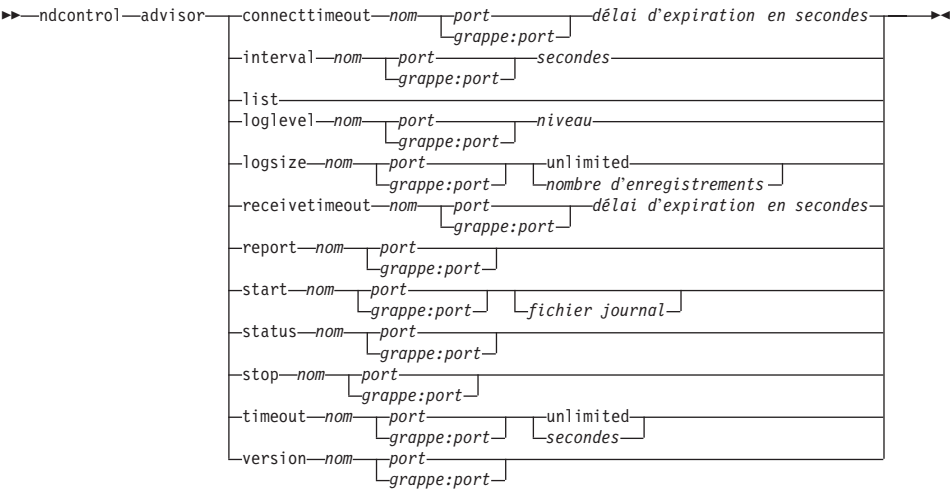 ndcontrol advisor connecttimeout nom port délai d'expiration en secondes
grappe:port
interval nom port secondes
grappe:port
list
loglevel nom port niveau
grappe:port
logsize nom port unlimited
grappe:port nombre d'enregistrements
receivetimeout nom port délai d'expiration en secondes
grappe:port
report nom port
grappe:port
start nom port
grappe:port fichier journal
status nom port
grappe:port
stop nom port
grappe:port
timeout nom port unlimited
grappe:port secondes
version nom port
grappe:port